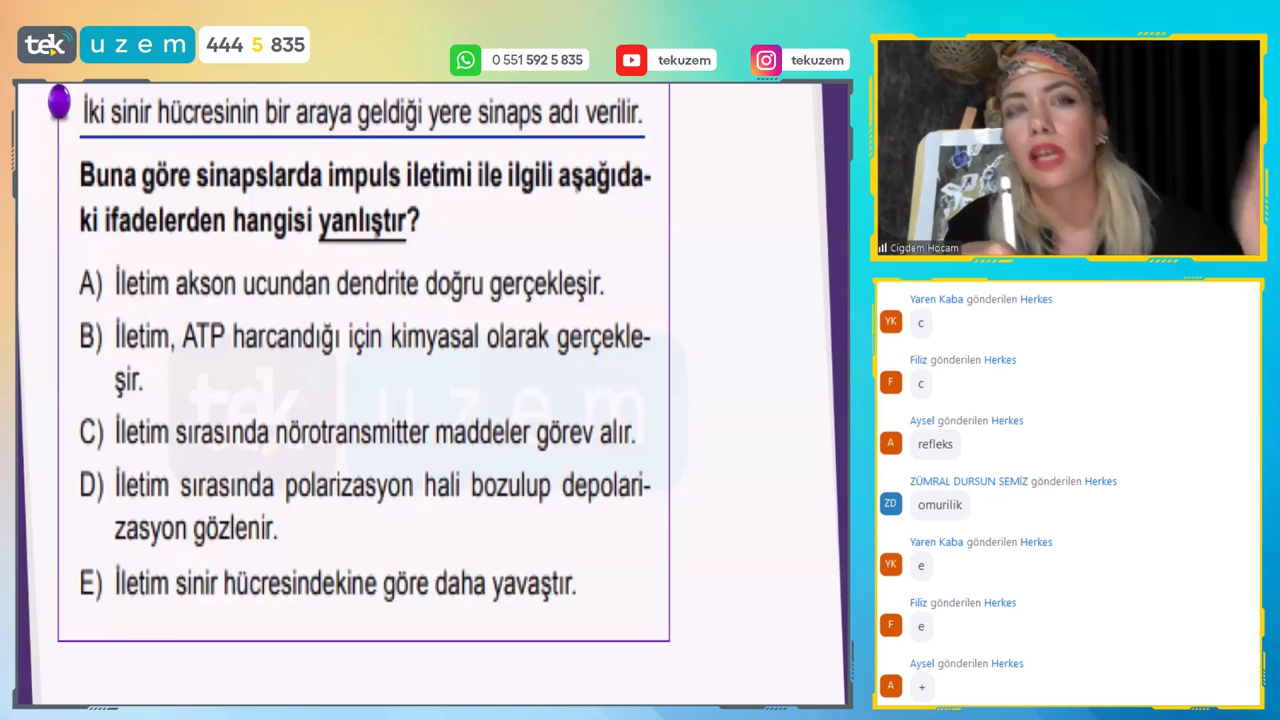 tek
uzem
444 5 835
0 551 592 5 835
tekuzem
tekuzem
İki sinir hücresinin bir araya geldiği yere sinaps adı verilir.
Buna göre sinapslarda impuls iletimi ile ilgili aşağıda-
ki ifadelerden hangisi yanlıştır?
A) İletim akson ucundan dendrite doğru gerçekleşir.
B) İletim, ATP harcandığı için kimyasal olarak gerçekle-
şir.
C) İletim sırasında nörotransmitter maddeler görev alır.
D) İletim sırasında polarizasyon hali bozulup depolari-
zasyon gözlenir.
E) İletim sinir hücresindekine göre daha yavaştır.
tek uzem
Cigdem Hocam
Yaren Kaba gönderilen Herkes
YK
c
Filiz gönderilen Herkes
F
c
Aysel gönderilen Herkes
A
refleks
ZÜMRAL DURSUN SEMİZ gönderilen Herkes
ZD
omurilik
Yaren Kaba gönderilen Herkes
YK
e
Filiz gönderilen Herkes
F
e
Aysel gönderilen Herkes
A
+